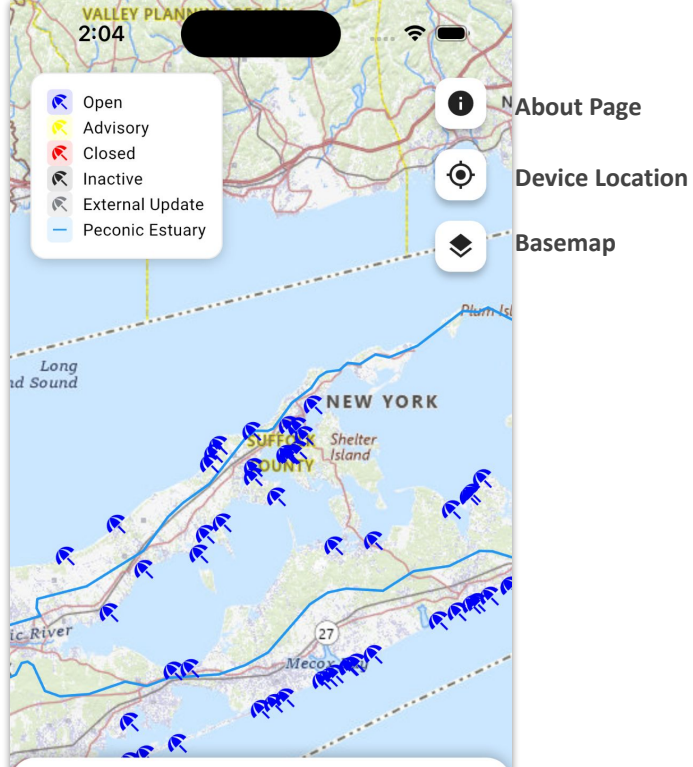 VALLEY PLANNING REGION
2:04
Open
Advisory
Closed
Inactive
External Update
Peconic Estuary
About Page
Device Location
Basemap
Plum Isl
Long
nd Sound
NEW YORK
SUFFOLK
COUNTY
Shelter
Island
ic River
27
Mecox Bay